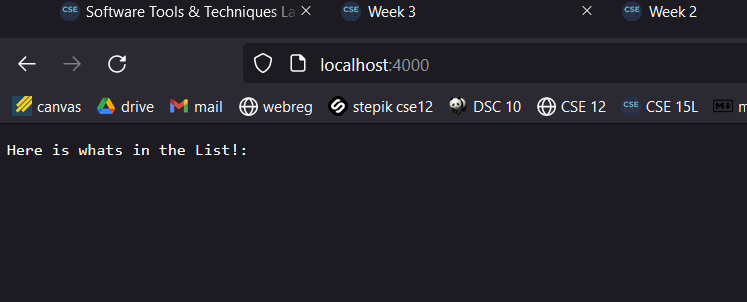 CSE Software Tools & Techniques La CSE Week 3 CSE Week 2
localhost:4000
canvas drive mail webreg stepik cse12 DSC 10 CSE 12 CSE CSE 15L M m
Here is whats in the List!: